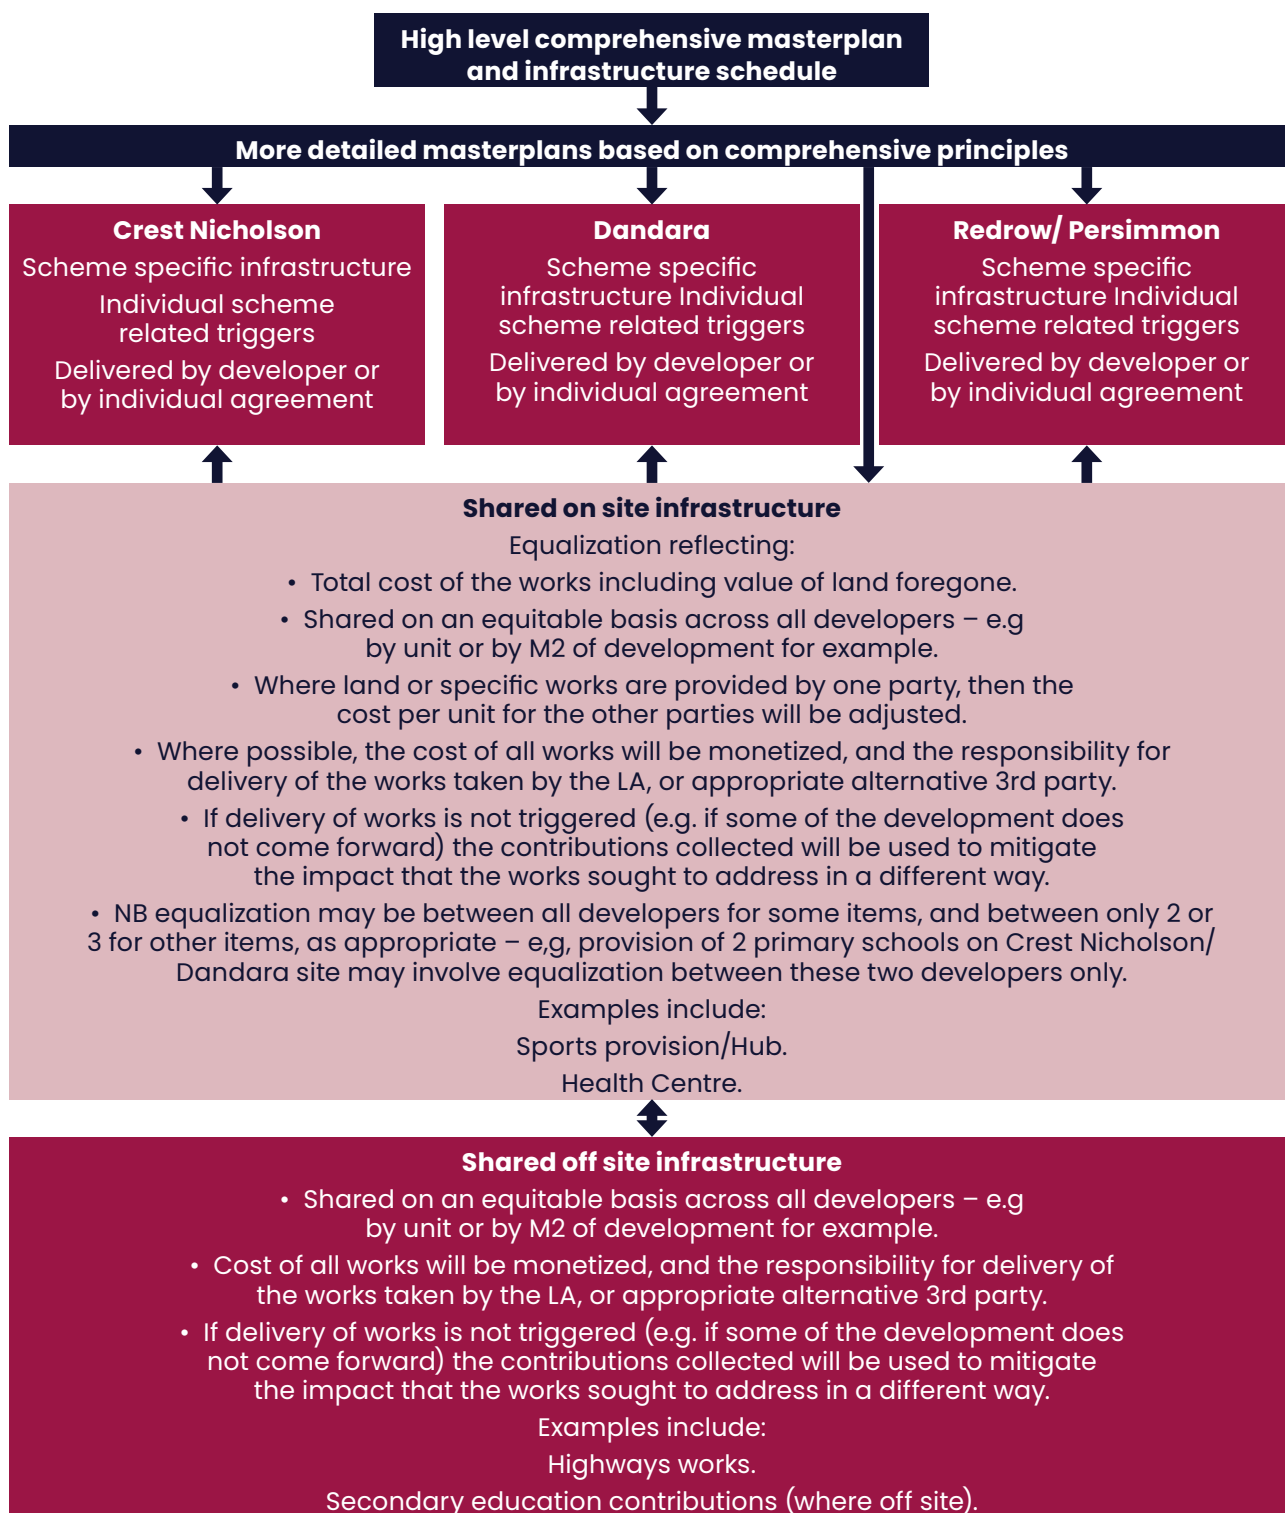 High level comprehensive masterplan
and infrastructure schedule
More detailed masterplans based on comprehensive principles
Crest Nicholson
Scheme specific infrastructure
Individual scheme
related triggers
Delivered by developer or
by individual agreement
Dandara
Scheme specific
infrastructure Individual
scheme related triggers
Delivered by developer or
by individual agreement
Redrow/ Persimmon
Scheme specific
infrastructure Individual
scheme related triggers
Delivered by developer or
by individual agreement
Shared on site infrastructure
Equalization reflecting:
• Total cost of the works including value of land foregone.
• Shared on an equitable basis across all developers – e.g
by unit or by M2 of development for example.
• Where land or specific works are provided by one party, then the
cost per unit for the other parties will be adjusted.
• Where possible, the cost of all works will be monetized, and the responsibility for
delivery of the works taken by the LA, or appropriate alternative 3rd party.
• If delivery of works is not triggered (e.g. if some of the development does
not come forward) the contributions collected will be used to mitigate
the impact that the works sought to address in a different way.
• NB equalization may be between all developers for some items, and between only 2 or
3 for other items, as appropriate – e,g, provision of 2 primary schools on Crest Nicholson/
Dandara site may involve equalization between these two developers only.
Examples include:
Sports provision/Hub.
Health Centre.
Shared off site infrastructure
• Shared on an equitable basis across all developers – e.g
by unit or by M2 of development for example.
• Cost of all works will be monetized, and the responsibility for delivery of
the works taken by the LA, or appropriate alternative 3rd party.
• If delivery of works is not triggered (e.g. if some of the development does
not come forward) the contributions collected will be used to mitigate
the impact that the works sought to address in a different way.
Examples include:
Highways works.
Secondary education contributions (where off site).